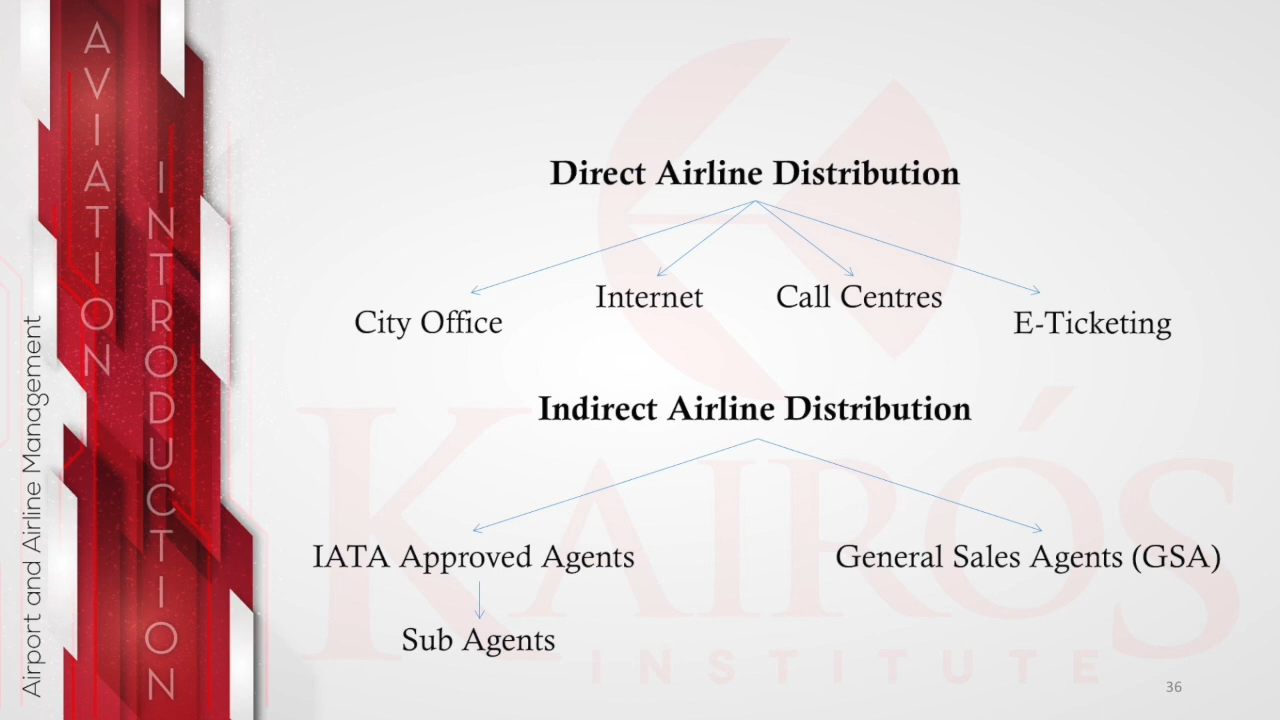 AVIATION
INTRODUCTION
Airport and Airline Management
Direct Airline Distribution
City Office
Internet
Call Centres
E-Ticketing
Indirect Airline Distribution
IATA Approved Agents
General Sales Agents (GSA)
Sub Agents
KAIRÓS
INSTITUTE
36